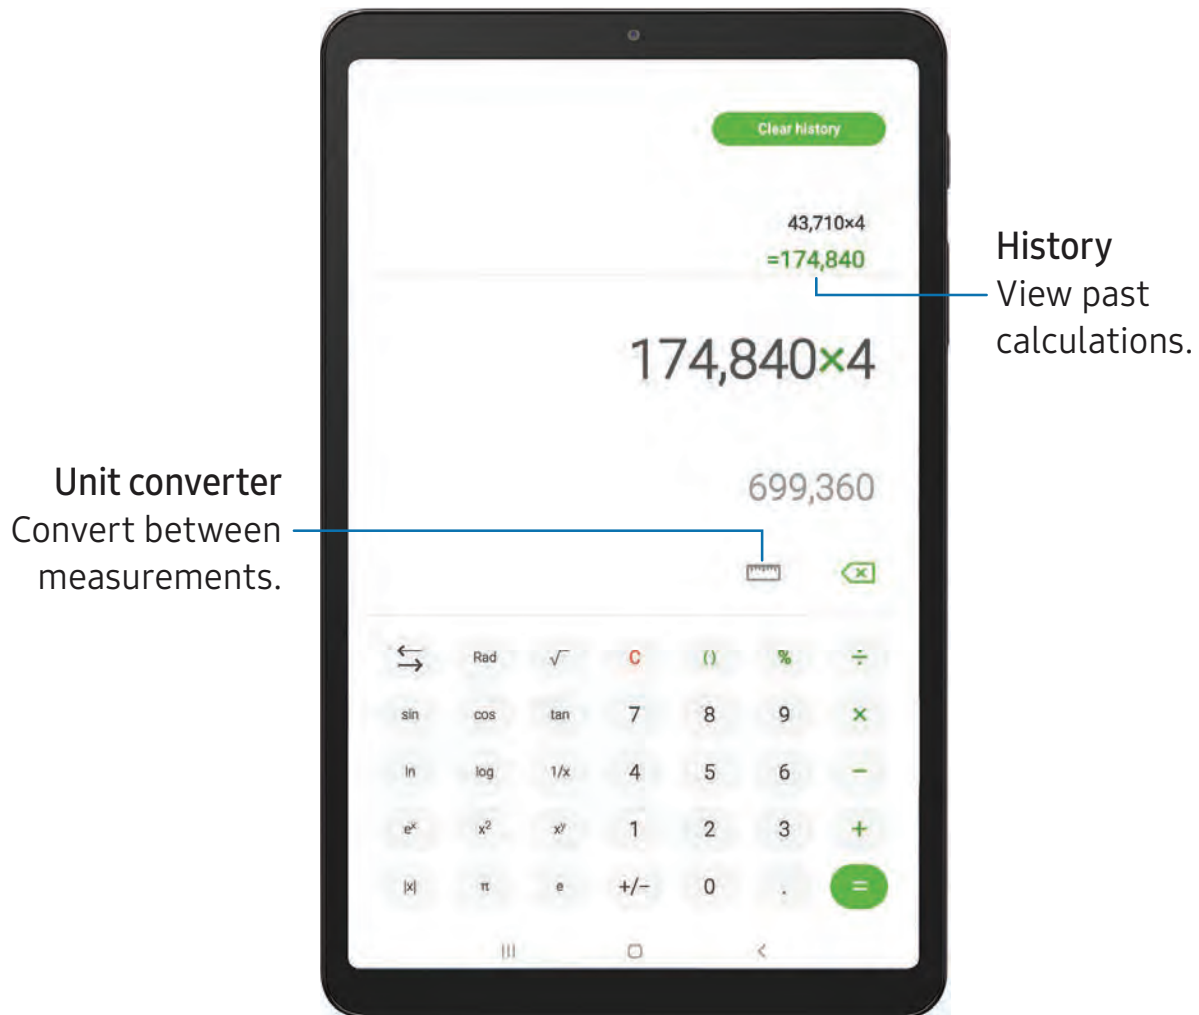 Clear history
43,710×4
=174,840
History
View past
calculations.
174,840×4
699,360
Unit converter
Convert between
measurements.
Rad √ C ( ) % ÷
sin cos tan 7 8 9 ×
ln log 1/x 4 5 6 −
eˣ x² xʸ 1 2 3 +
|x| π e +/− 0 . =